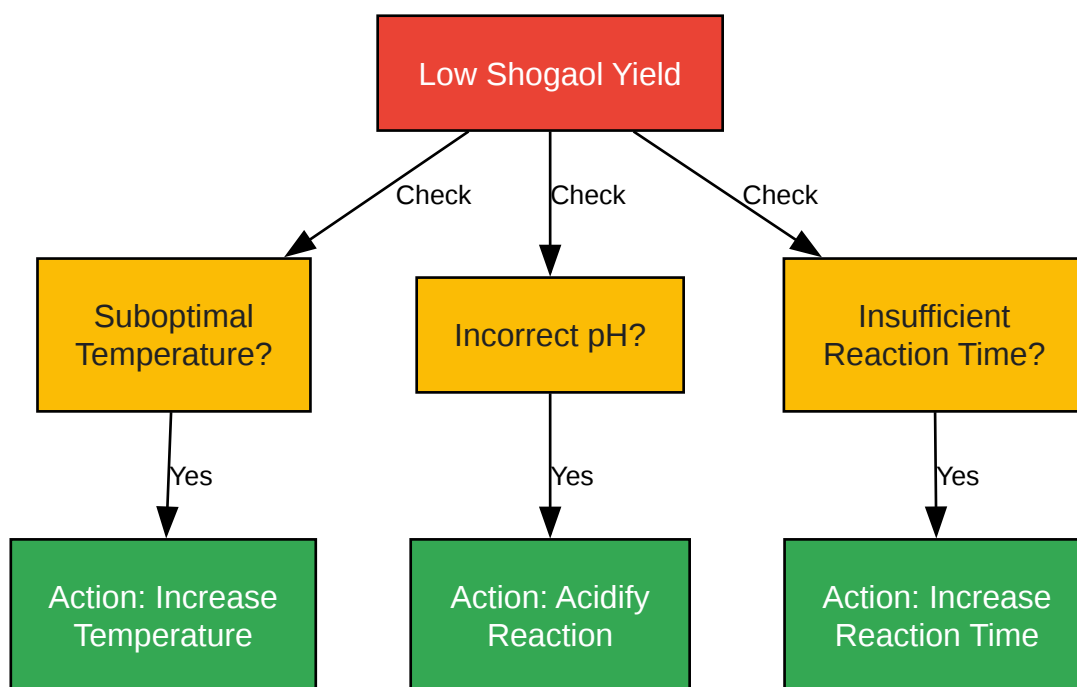 Low Shogaol Yield
Check
Check
Check
Suboptimal
Temperature?
Incorrect pH?
Insufficient
Reaction Time?
Yes
Yes
Yes
Action: Increase
Temperature
Action: Acidify
Reaction
Action: Increase
Reaction Time